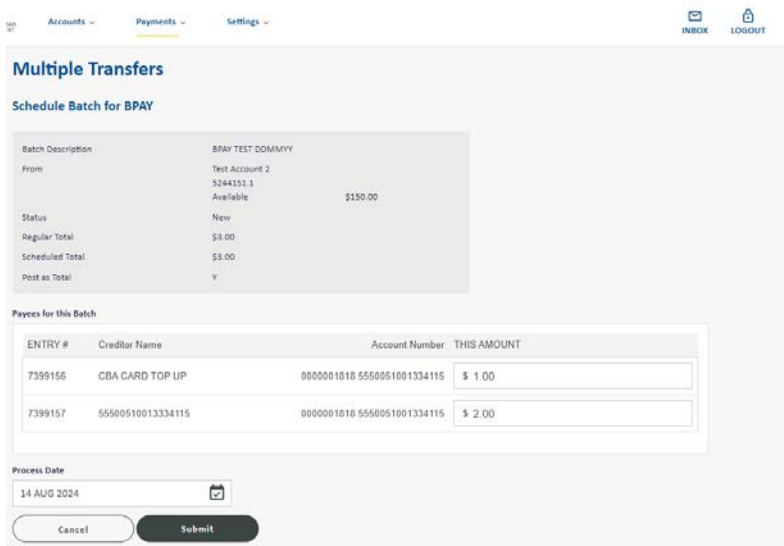 Accounts Payments Settings INBOX LOGOUT
Multiple Transfers
Schedule Batch for BPAY
Batch Description BPAY TEST DDMMYY
From Test Account 2
5244151.1
Available $150.00
Status New
Regular Total $3.00
Scheduled Total $3.00
Post as Total Y
Payees for this Batch
ENTRY # Creditor Name Account Number THIS AMOUNT
7399156 CBA CARD TOP UP 0000001818 5550051001334115 $ 1.00
7399157 55500510013334115 0000001818 5550051001334115 $ 2.00
Process Date
14 AUG 2024
Cancel Submit